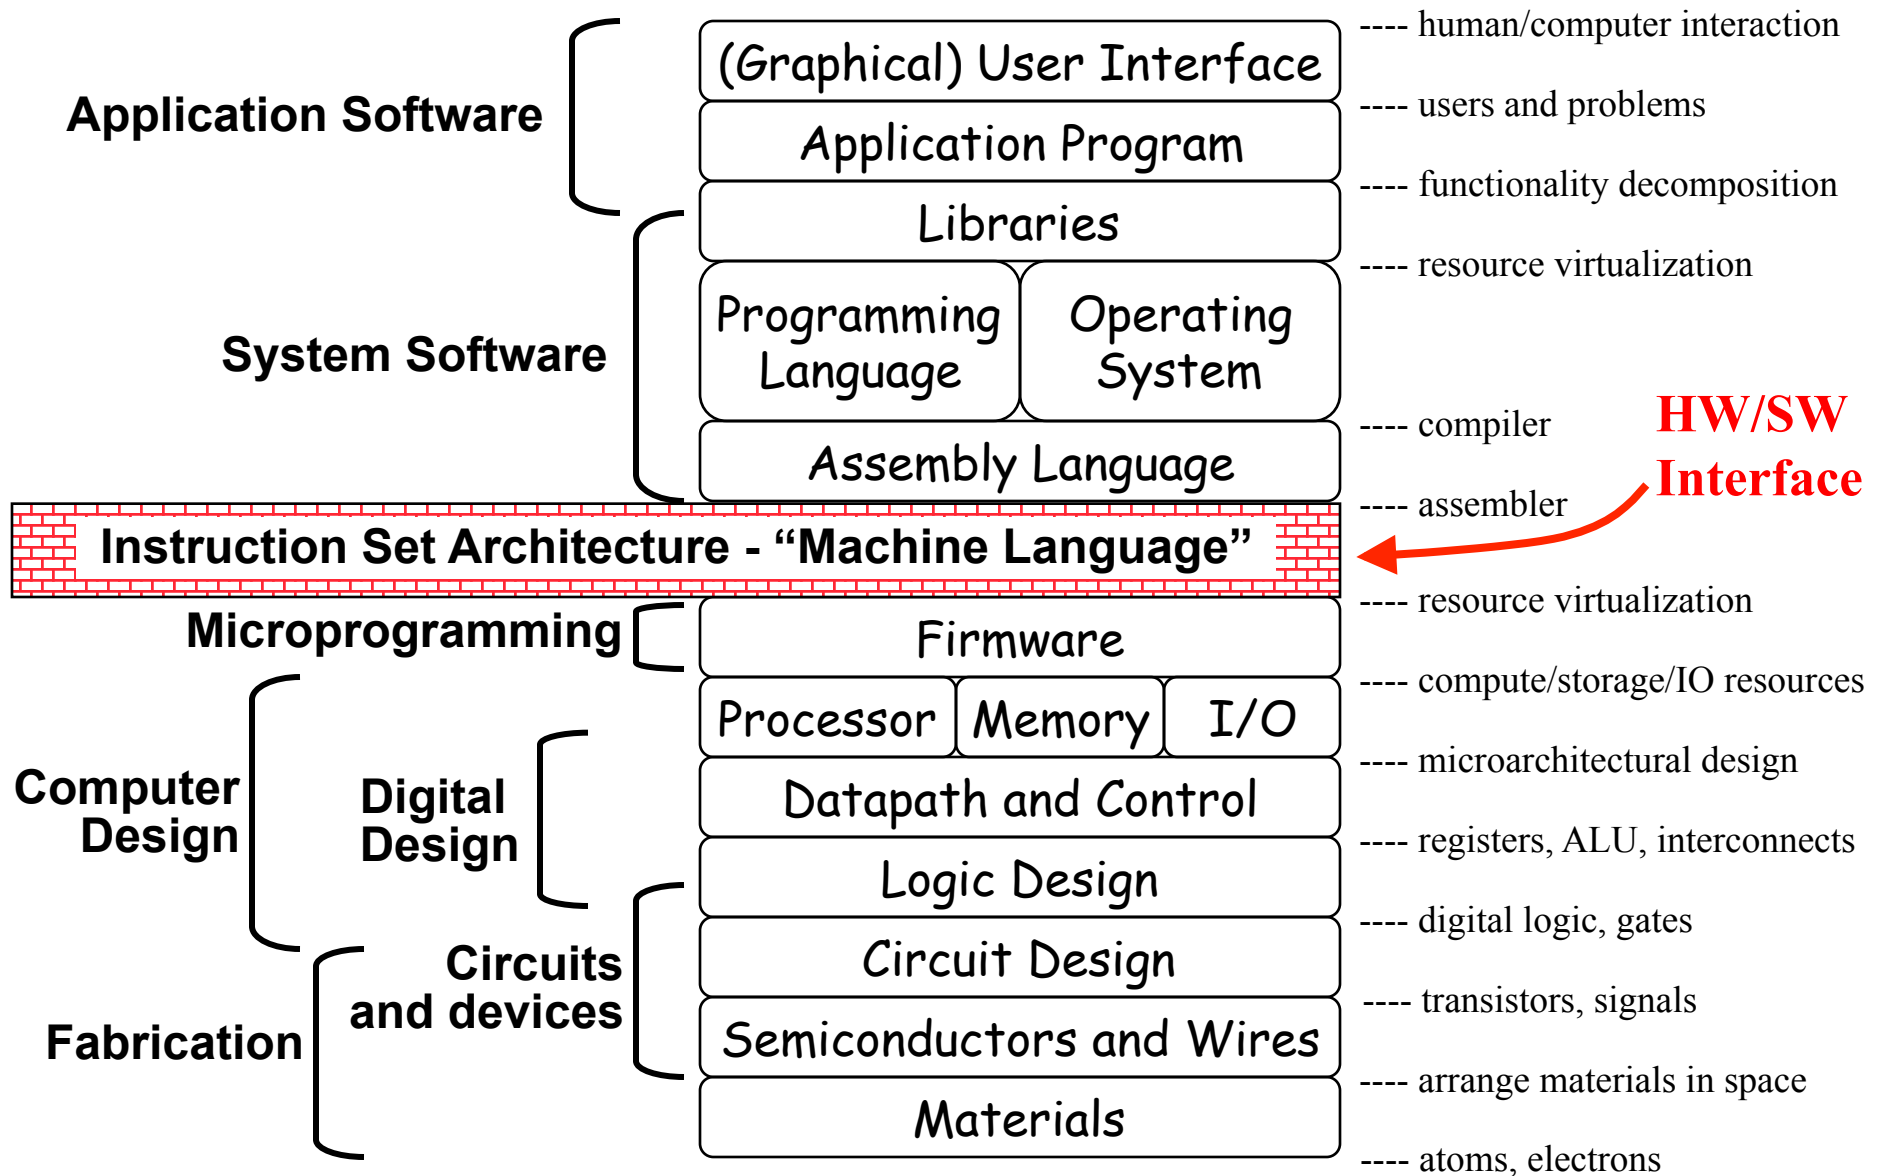 ---- human/computer interaction
(Graphical) User Interface
Application Software
---- users and problems
Application Program
---- functionality decomposition
Libraries
---- resource virtualization
System Software
Programming
Language
Operating
System
---- compiler
HW/SW
Interface
Assembly Language
---- assembler
Instruction Set Architecture - “Machine Language”
---- resource virtualization
Microprogramming
Firmware
---- compute/storage/IO resources
Processor
Memory
I/O
---- microarchitectural design
Computer
Design
Digital
Design
Datapath and Control
---- registers, ALU, interconnects
Logic Design
---- digital logic, gates
Circuits
and devices
Circuit Design
---- transistors, signals
Fabrication
Semiconductors and Wires
---- arrange materials in space
Materials
---- atoms, electrons